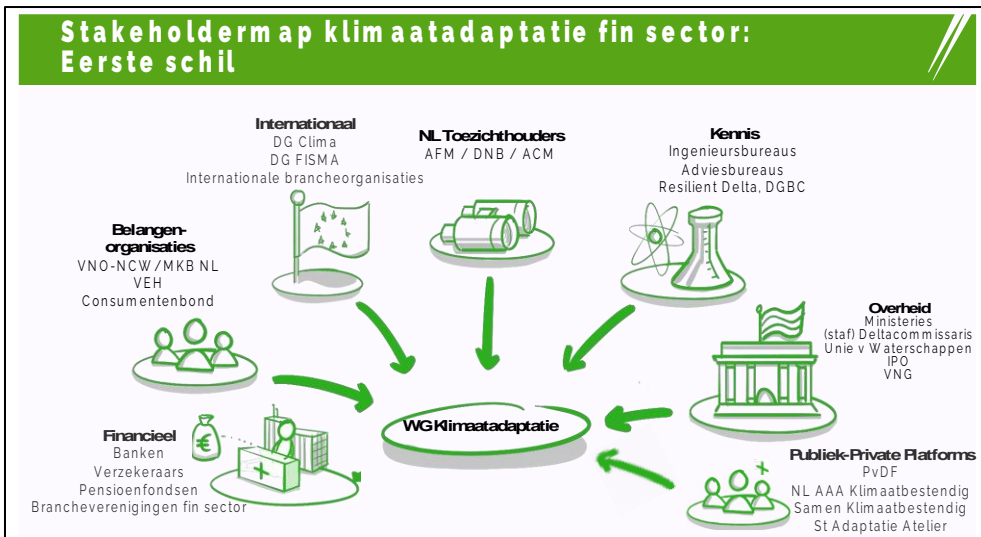 Stakeholdermap klimaatadaptatie fin sector:
Eerste schil
Internationaal
DG Clima
DG FISMA
Internationale brancheorganisaties
NL Toezichthouders
AFM / DNB / ACM
Kennis
Ingenieursbureaus
Adviesbureaus
Resilient Delta, DGBC
Belangen-
organisaties
VNO-NCW/MKB NL
VEH
Consumentenbond
Overheid
Ministeries
(staf) Deltacommissaris
Unie v Waterschappen
IPO
VNG
WG Klimaatadaptatie
Financieel
Banken
Verzekeraars
Pensioenfondsen
Brancheverenigingen fin sector
€
Publiek-Private Platforms
PvDF
NL AAA Klimaatbestendig
Samen Klimaatbestendig
St Adaptatie Atelier